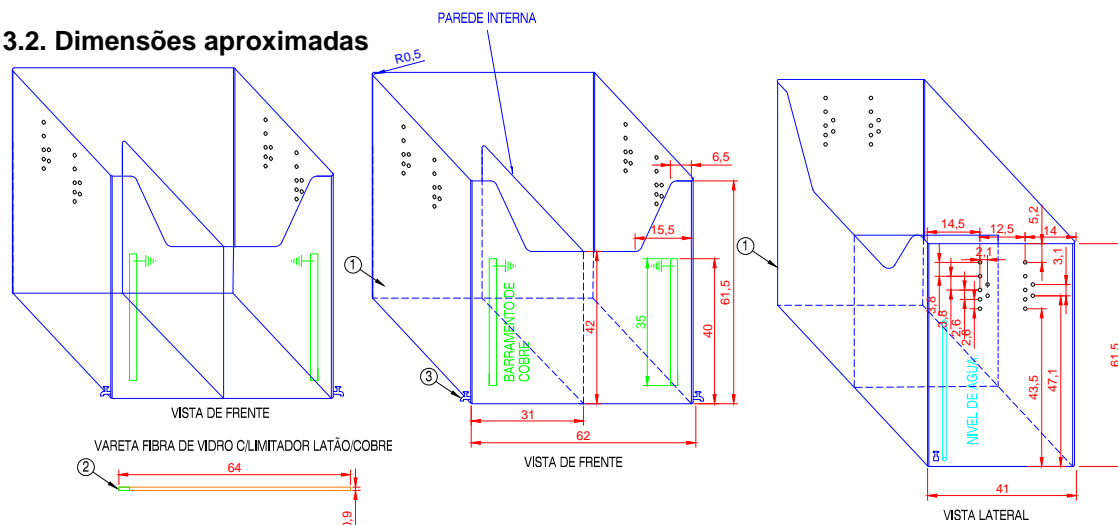 3.2. Dimensões aproximadas
PAREDE INTERNA
R0,5
6,5
15,5
61,5
40
42
35
BARRAMENTO DE
COBRE
1
3
31
62
VISTA DE FRENTE
VISTA DE FRENTE
VARETA FIBRA DE VIDRO C/LIMITADOR LATÃO/COBRE
2
64
0,9
1
14,5
12,5
5,2
14
2,1
3,1
3,8
3,8
2,6
2,6
43,5
47,1
61,5
NIVEL DE AGUA
41
VISTA LATERAL